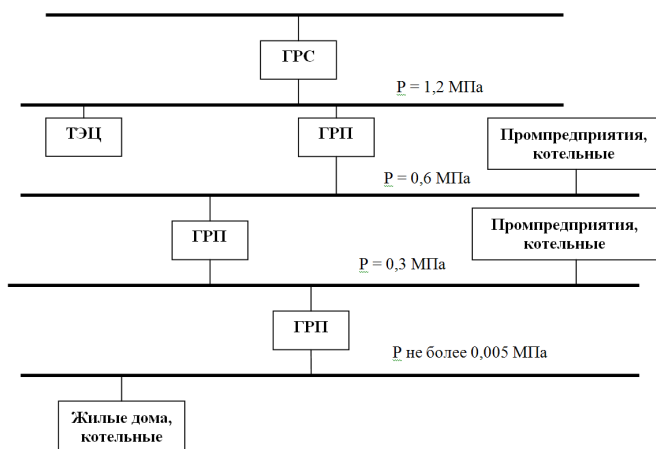 ГРС
Р = 1,2 МПа
ТЭЦ
ГРП
Промпредприятия,
котельные
Р = 0,6 МПа
ГРП
Промпредприятия,
котельные
Р = 0,3 МПа
ГРП
Р не более 0,005 МПа
Жилые дома,
котельные